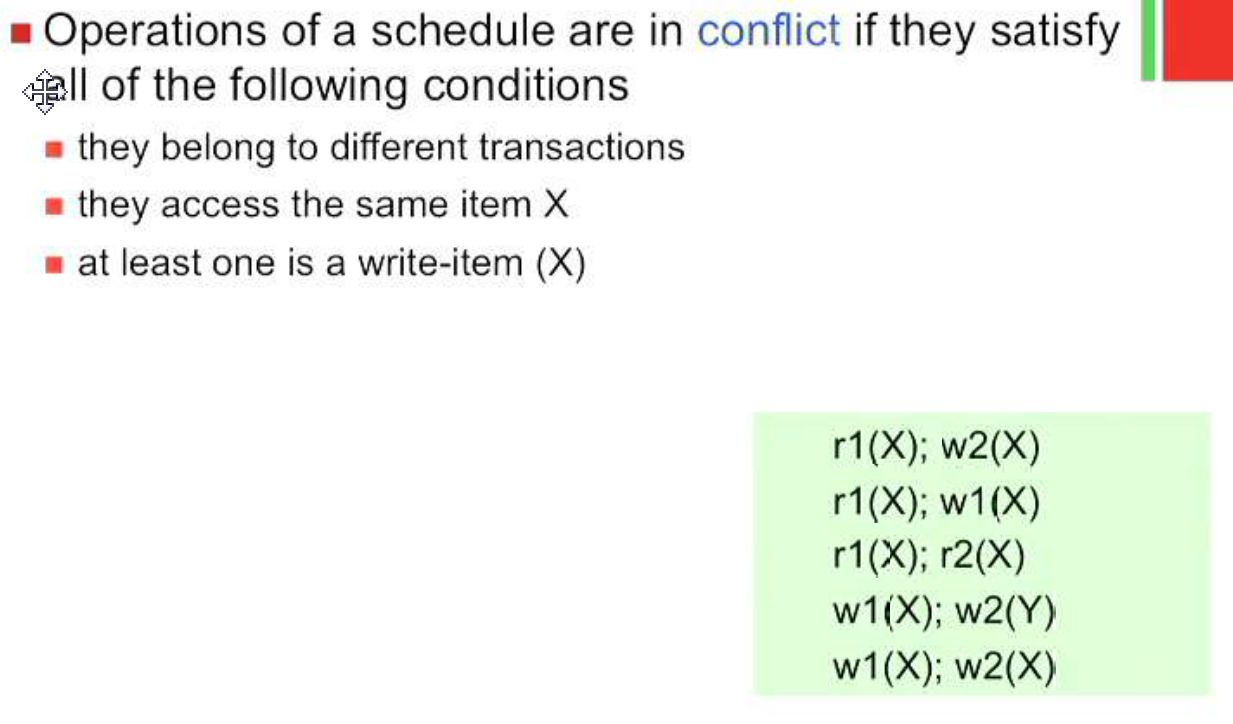 Operations of a schedule are in conflict if they satisfy
all of the following conditions
they belong to different transactions
they access the same item X
at least one is a write-item (X)
r1(X); w2(X)
r1(X); w1(X)
r1(X); r2(X)
w1(X); w2(Y)
w1(X); w2(X)